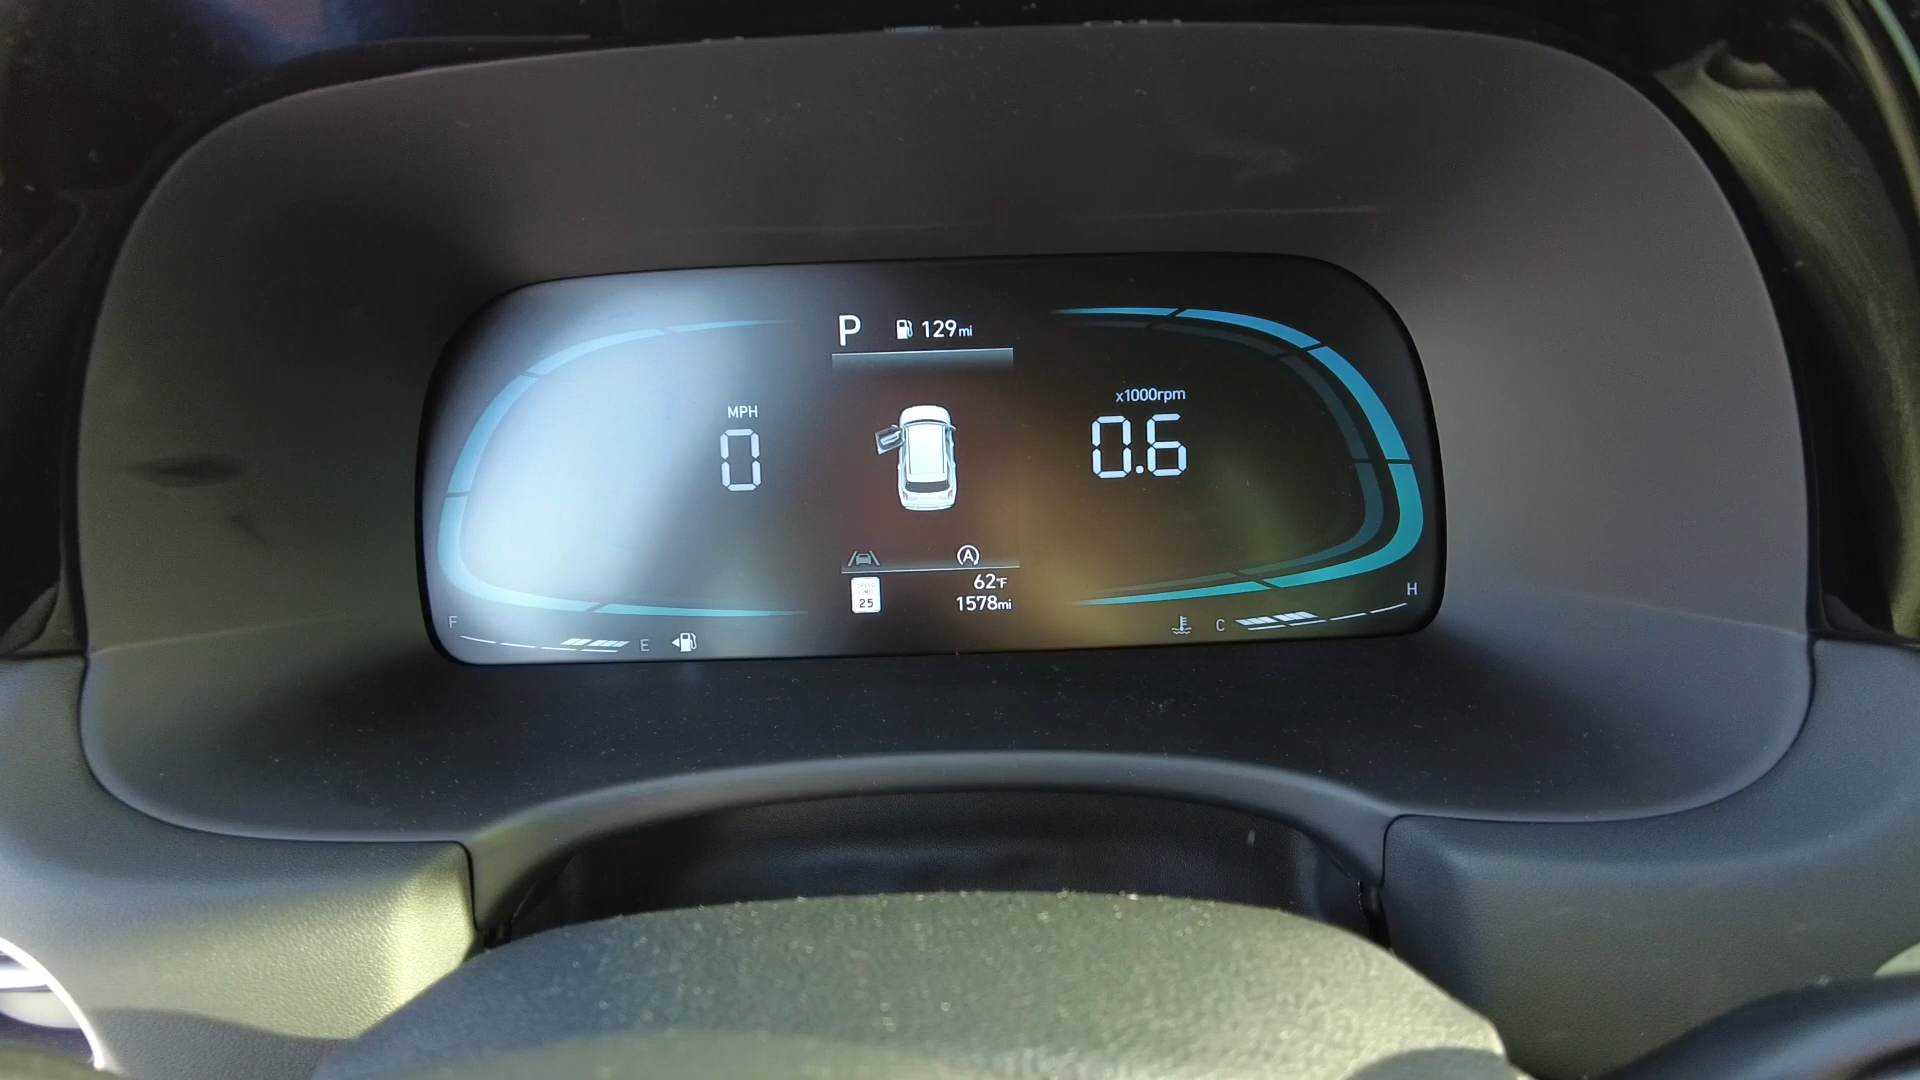 P 129mi
MPH
0
x1000rpm
0.6
A
SPEED
LIMIT
25
62°F
1578mi
F E
C H